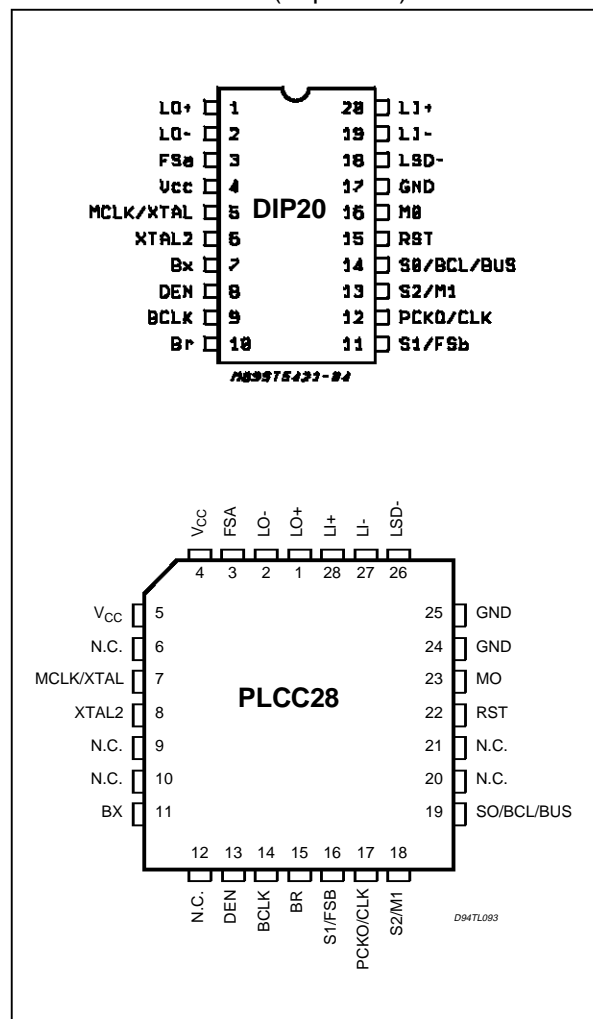 LO+ 1 20 LI+
LO- 2 19 LI-
FSa 3 18 LSD-
Vcc 4 17 GND
DIP20
MCLK/XTAL 5 16 M0
XTAL2 6 15 RST
Bx 7 14 S0/BCL/BUS
DEN 8 13 S2/M1
BCLK 9 12 PCKO/CLK
Br 10 11 S1/FSb
VCC FSA LO- LO+ LI+ LI- LSD-
4 3 2 1 28 27 26
VCC 5 25 GND
N.C. 6 24 GND
MCLK/XTAL 7 23 MO
PLCC28
XTAL2 8 22 RST
N.C. 9 21 N.C.
N.C. 10 20 N.C.
BX 11 19 SO/BCL/BUS
12 13 14 15 16 17 18
N.C. DEN BCLK BR S1/FSB PCKO/CLK S2/M1
D94TL093